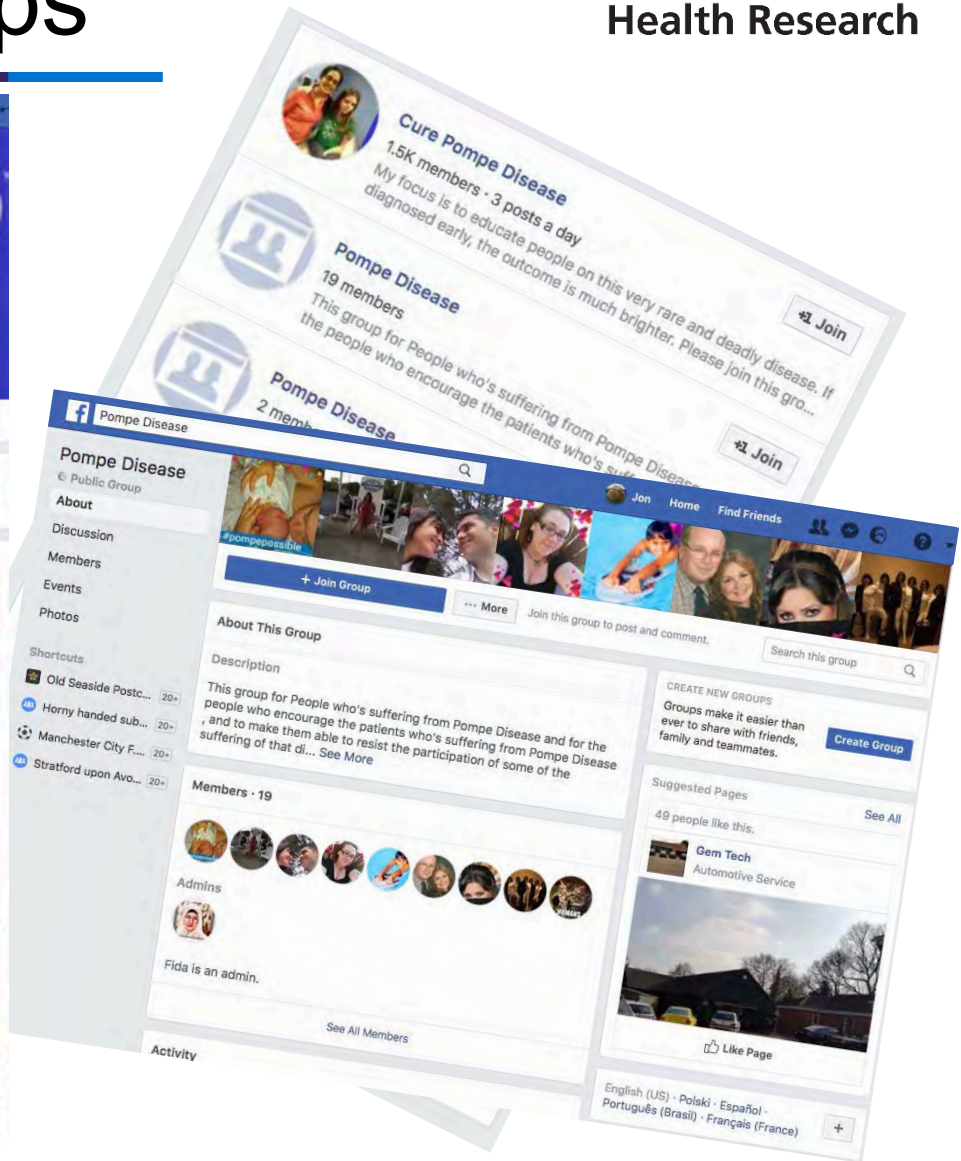 ps
Health Research
Cure Pompe Disease
1.5K members · 3 posts a day
My focus is to educate people on this very rare and deadly disease. If
diagnosed early, the outcome is much brighter. Please join this gro...
+1 Join
Pompe Disease
19 members
This group for People who's suffering from Pompe Disease
the people who encourage the patients who's
+1 Join
Pompe Disease
2
Pompe Disease
Jon
Home
Find Friends
Pompe Disease
Public Group
About
Discussion
Members
Events
Photos
Shortcuts
Old Seaside Postc... 20+
Horny handed sub... 20+
Manchester City F.... 20+
Stratford upon Avo... 20+
#pompepossible
+ Join Group
••• More
Join this group to post and comment.
Search this group
About This Group
Description
This group for People who's suffering from Pompe Disease and for the
people who encourage the patients who's suffering from Pompe Disease
, and to make them able to resist the participation of some of the
suffering of that di... See More
Members · 19
HUMANS
Admins
Fida is an admin.
See All Members
Activity
CREATE NEW GROUPS
Groups make it easier than
ever to share with friends,
family and teammates.
Create Group
Suggested Pages
See All
49 people like this.
Gem Tech
Automotive Service
Like Page
English (US) · Polski · Español ·
Português (Brasil) · Français (France)
+